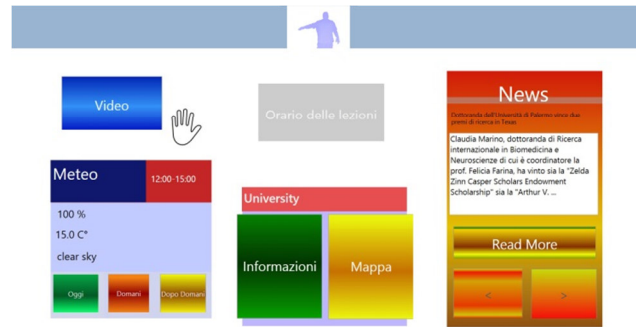 Video
Orario delle lezioni
Meteo
12:00-15:00
100 %
15.0 C°
clear sky
Oggi
Domani
Dopo Domani
University
Informazioni
Mappa
News
Dottoranda dell'Università di Palermo vince due
premi di ricerca in Texas
Claudia Marino, dottoranda di Ricerca
internazionale in Biomedicina e
Neuroscienze di cui è coordinatore la
prof. Felicia Farina, ha vinto sia la "Zelda
Zinn Casper Scholars Endowment
Scholarship" sia la "Arthur V. ...
Read More
<
>